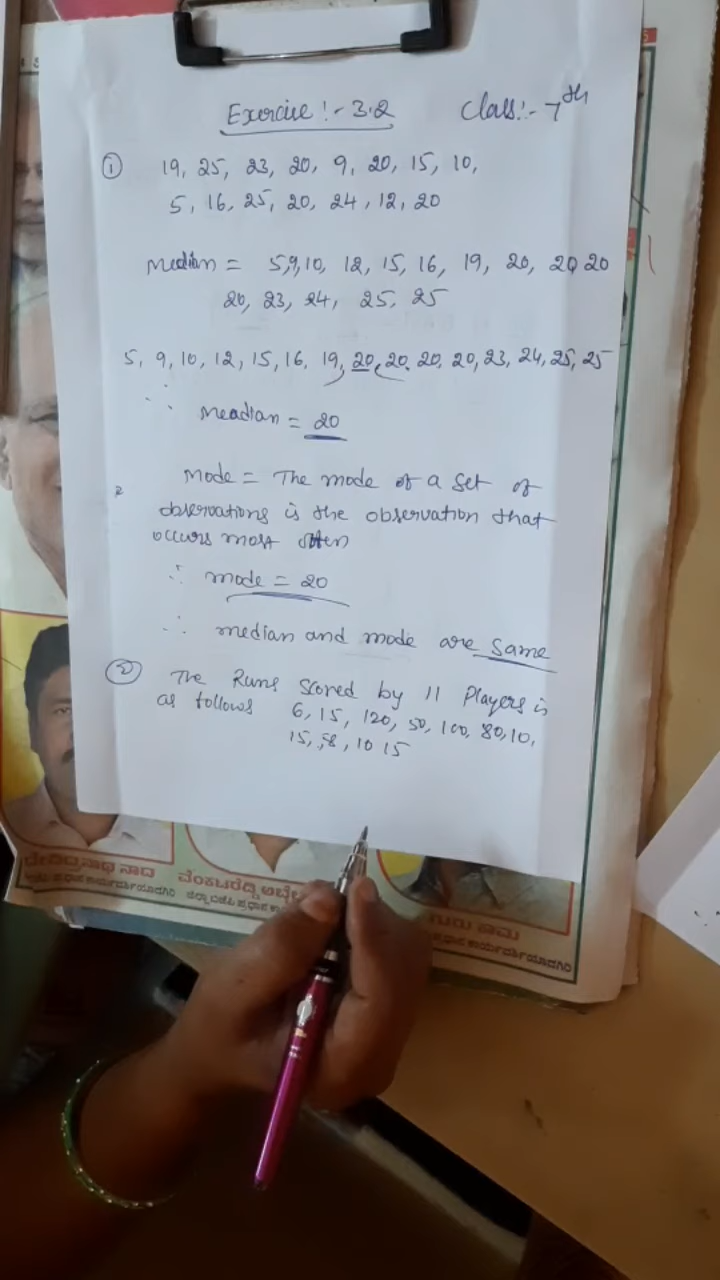 Exercise :- 3.2 Class :- 7th
① 19, 25, 23, 20, 9, 20, 15, 10,
5, 16, 25, 20, 24, 12, 20
Median = 5,9,10, 12, 15, 16, 19, 20, 20 20
20, 23, 24, 25, 25
5, 9, 10, 12, 15, 16, 19, 20, 20, 20, 20, 23, 24, 25, 25
∴ Meadian = 20
Mode = The mode of a set of
observations is the observation that
occurs most often
∴ mode = 20
∴ median and mode are same
② The Runs scored by 11 Players is
as follows 6, 15, 120, 50, 100, 80, 10,
15, 8, 10 15
ವೆಂಕಟರೆಡ್ಡಿ